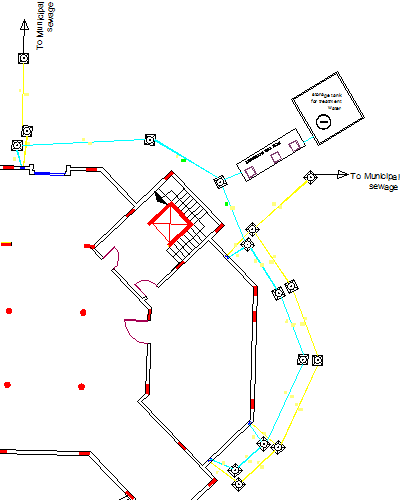 To Municipal
sewage
storage tank
for treatment
Water
To Municipal
sewage